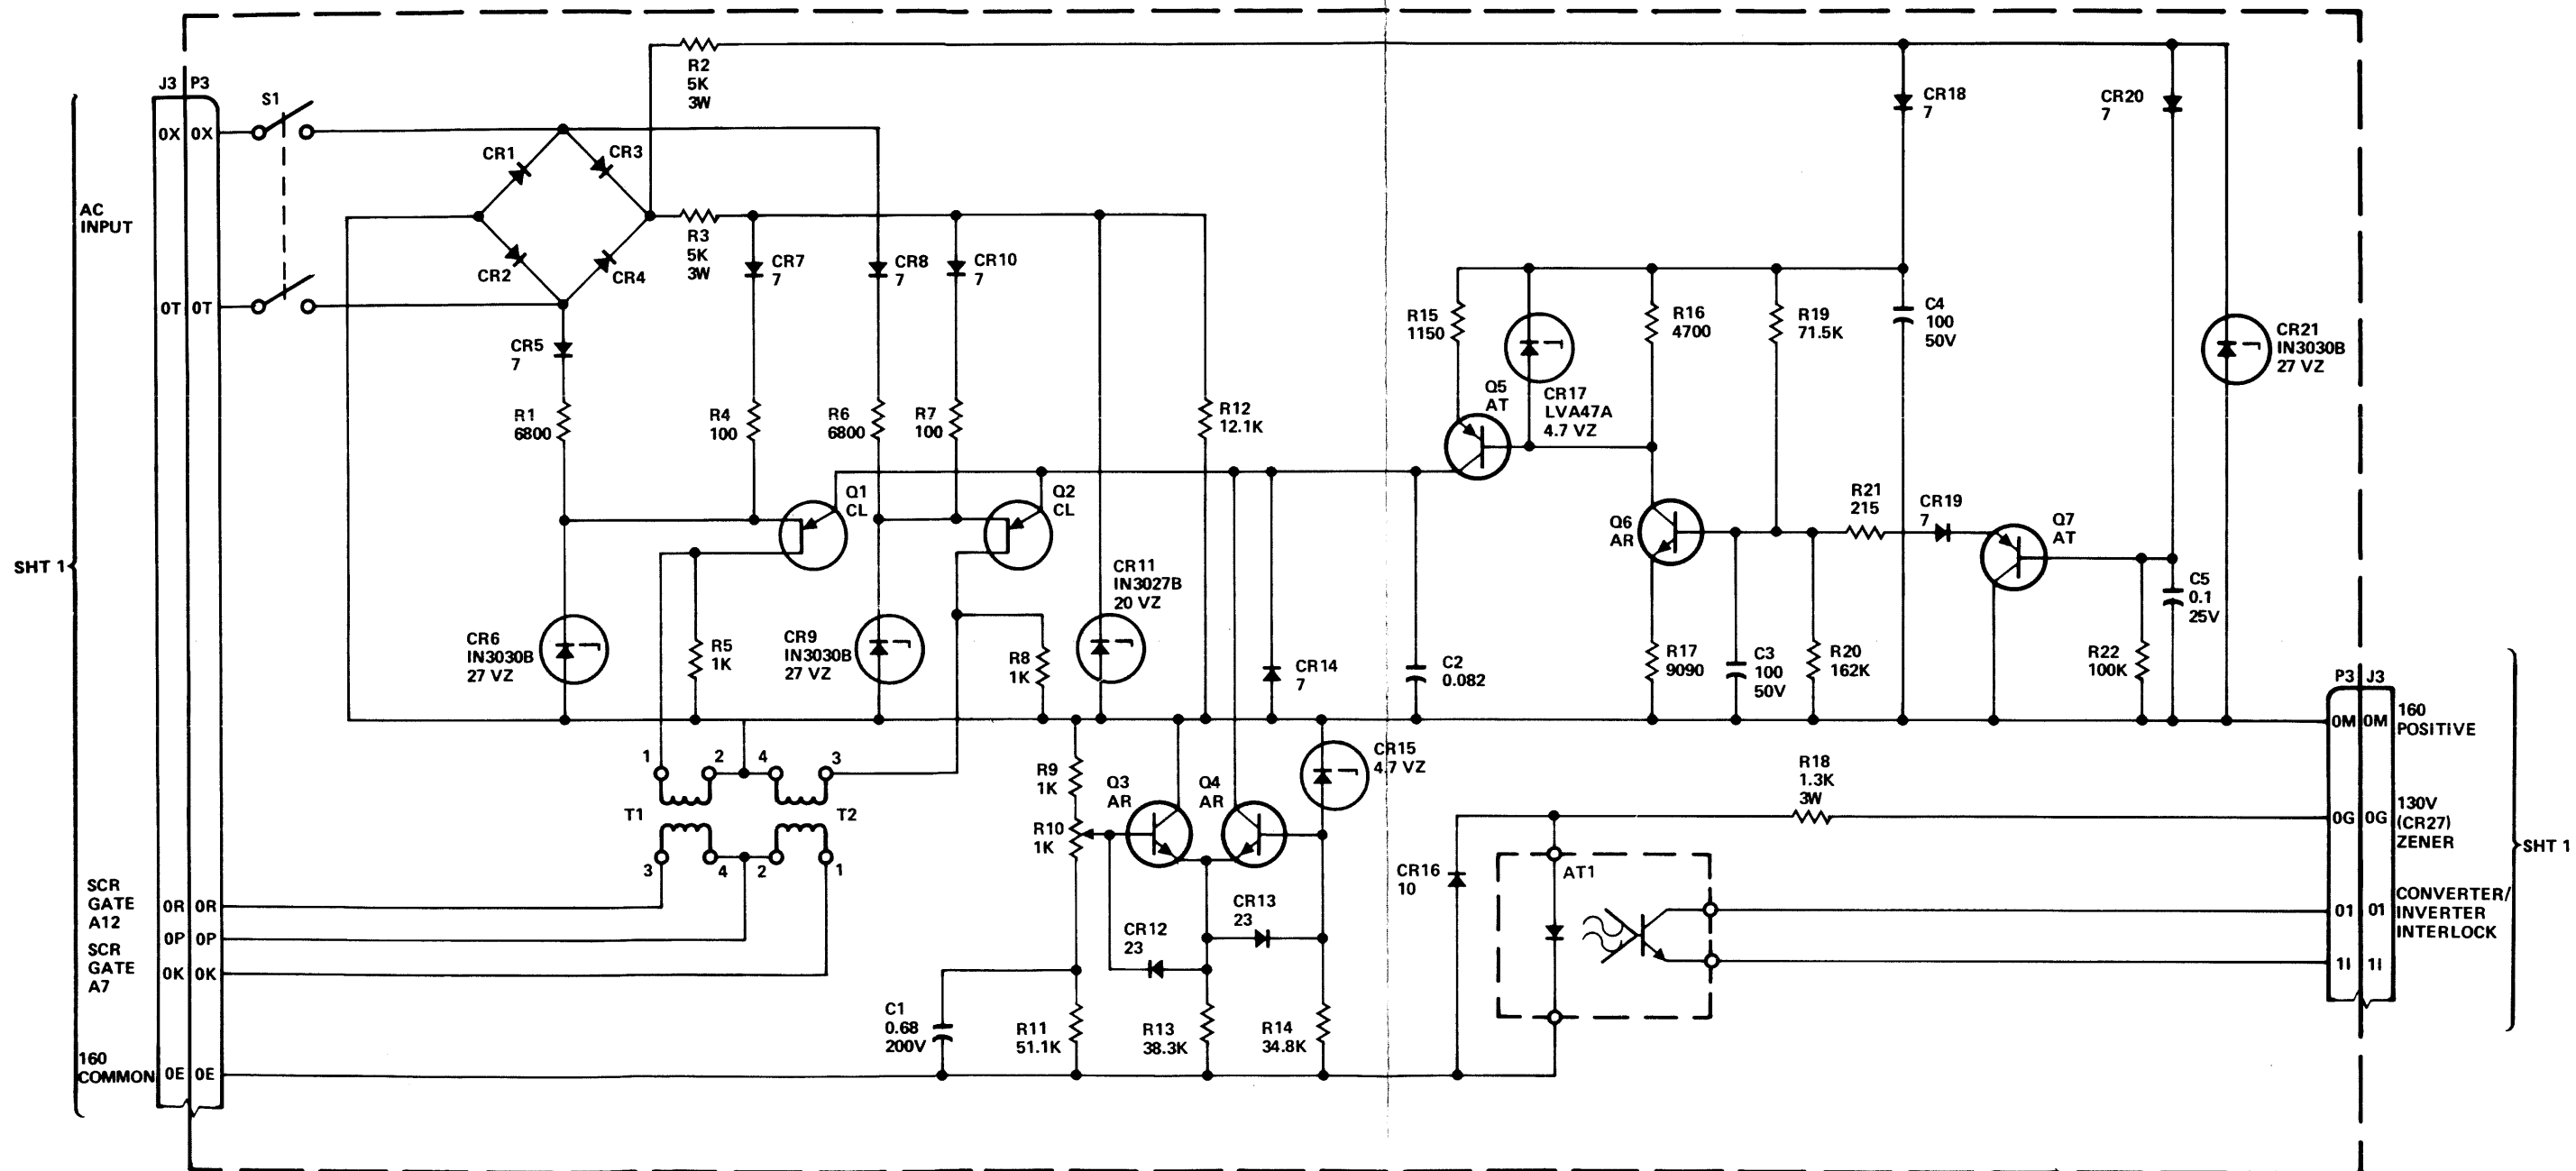 J3 P3
S1
0X 0X
AC
INPUT
0T 0T
SHT 1
SCR
GATE
A12
0R 0R
0P 0P
SCR
GATE
A7
0K 0K
160
COMMON
0E 0E
CR1
CR3
CR2
CR4
R2
5K
3W
R3
5K
3W
CR5
7
R1
6800
CR7
7
R4
100
CR8
7
R6
6800
CR10
7
R7
100
R12
12.1K
Q1
CL
Q2
CL
CR6
IN3030B
27 VZ
R5
1K
CR9
IN3030B
27 VZ
R8
1K
CR11
IN3027B
20 VZ
CR14
7
C2
0.082
1 2 4 3
T1 T2
3 4 2 1
R9
1K
R10
1K
Q3
AR
Q4
AR
CR15
4.7 VZ
CR12
23
CR13
23
C1
0.68
200V
R11
51.1K
R13
38.3K
R14
34.8K
CR18
7
CR20
7
R15
1150
Q5
AT
CR17
LVA47A
4.7 VZ
R16
4700
R19
71.5K
C4
100
50V
CR21
IN3030B
27 VZ
Q6
AR
R21
215
CR19
7
Q7
AT
R17
9090
C3
100
50V
R20
162K
R22
100K
C5
0.1
25V
R18
1.3K
3W
CR16
10
AT1
P3 J3
0M 0M
160
POSITIVE
0G 0G
130V
(CR27)
ZENER
01 01
CONVERTER/
INVERTER
INTERLOCK
1I 1I
SHT 1